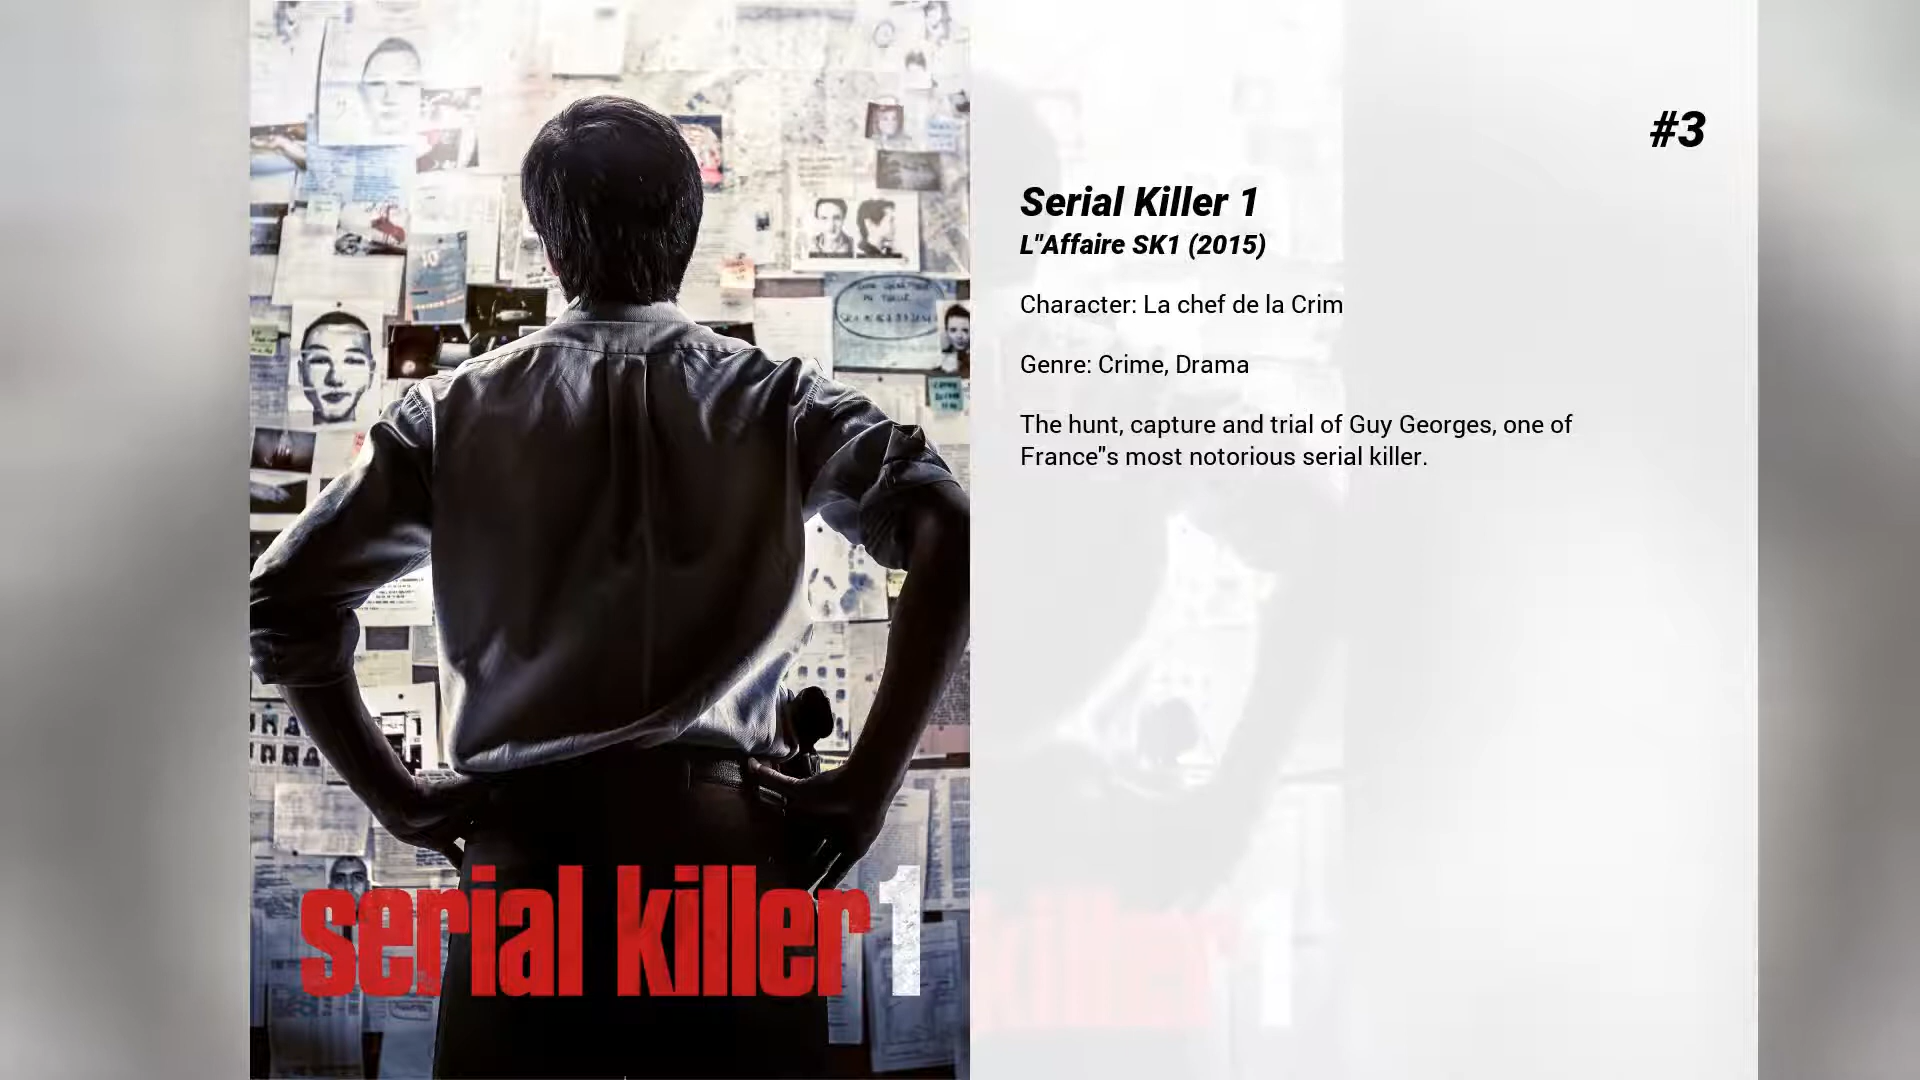 #3
Serial Killer 1
L"Affaire SK1 (2015)
Character: La chef de la Crim
Genre: Crime, Drama
The hunt, capture and trial of Guy Georges, one of
France"s most notorious serial killer.
serial killer 1